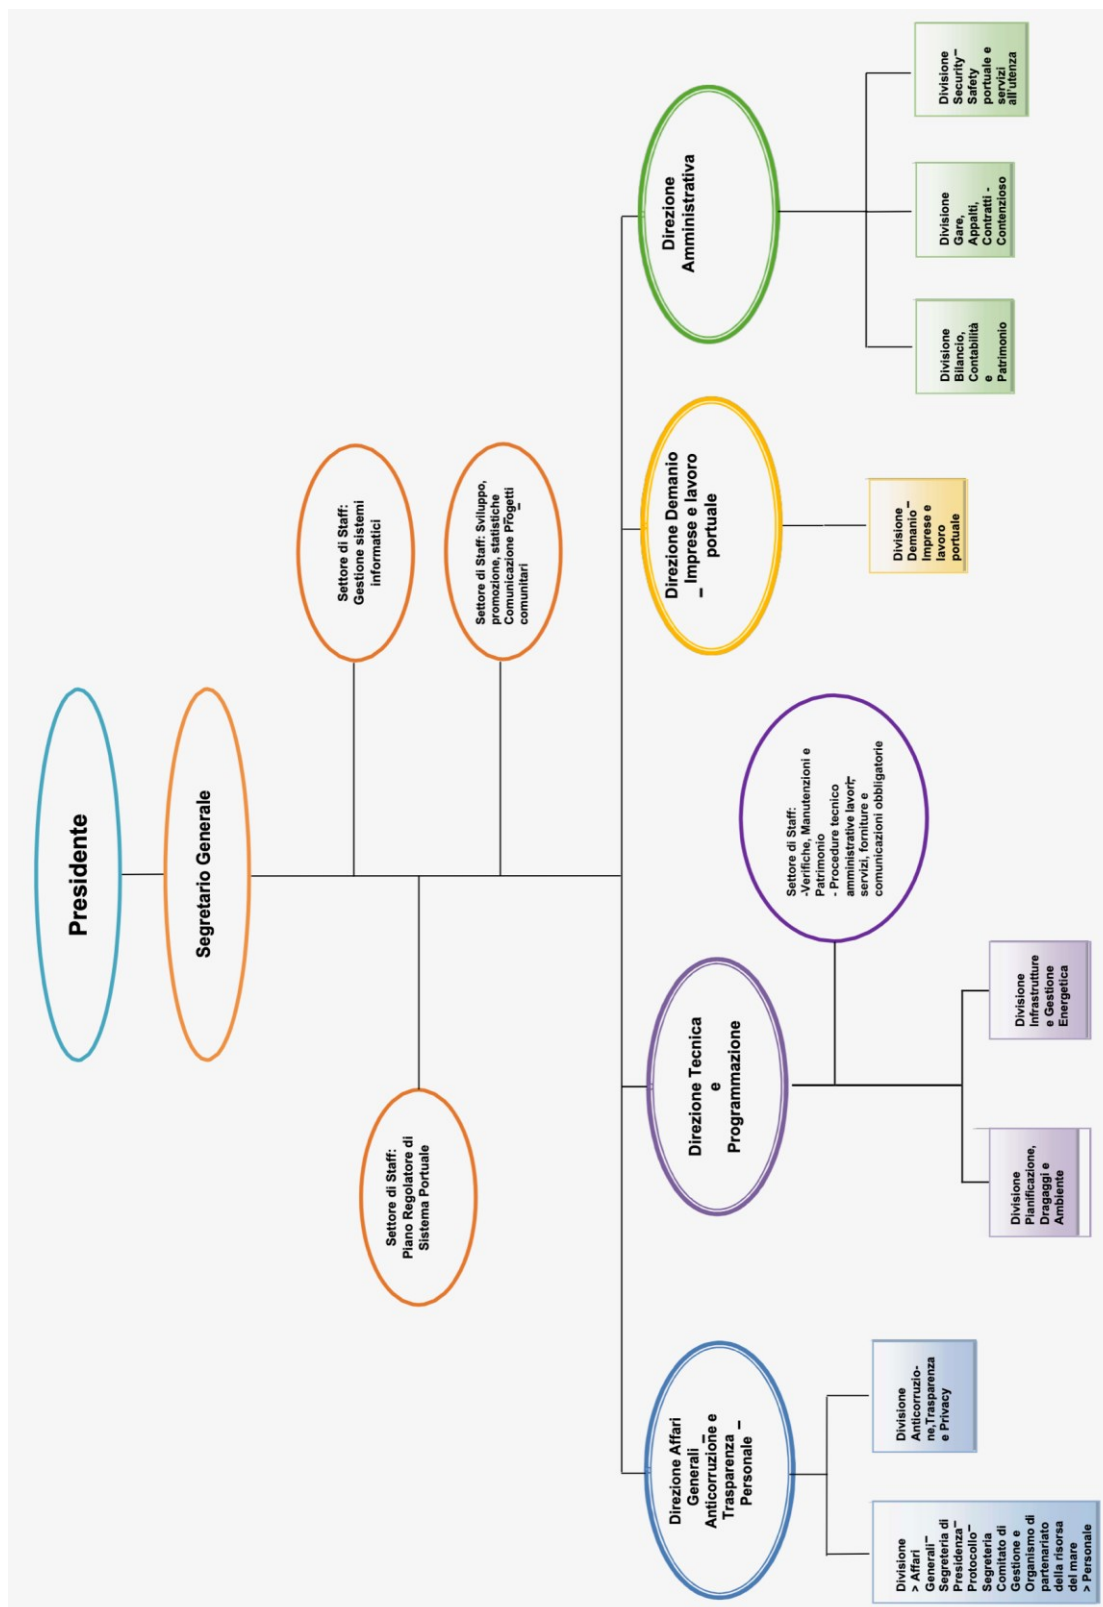 Presidente
Segretario Generale
Settore di Staff:
Gestione sistemi
informatici
Settore di Staff:
Piano Regolatore di
Sistema Portuale
Settore di Staff: Sviluppo,
promozione, statistiche
Comunicazione – Progetti
comunitari
Direzione Affari
Generali –
Anticorruzione e
Trasparenza –
Personale
Direzione Tecnica
e
Programmazione
Direzione Demanio
– Imprese e lavoro
portuale
Direzione
Amministrativa
Settore di Staff:
-Verifiche, Manutenzioni e
Patrimonio
- Procedure tecnico –
amministrative lavori,
servizi, forniture e
comunicazioni obbligatorie
Divisione
> Affari
Generali –
Segreteria di
Presidenza –
Protocollo –
Segreteria
Comitato di
Gestione e
Organismo di
partenariato
della risorsa
del mare
> Personale
Divisione
Anticorruzio-
ne,Trasparenza
e Privacy
Divisione
Pianificazione,
Dragaggi e
Ambiente
Divisione
Infrastrutture
e Gestione
Energetica
Divisione
Demanio –
Imprese e
lavoro
portuale
Divisione
Bilancio,
Contabilità
e
Patrimonio
Divisione
Gare,
Appalti,
Contratti -
Contenzioso
Divisione
Security –
Safety
portuale e
servizi
all'utenza